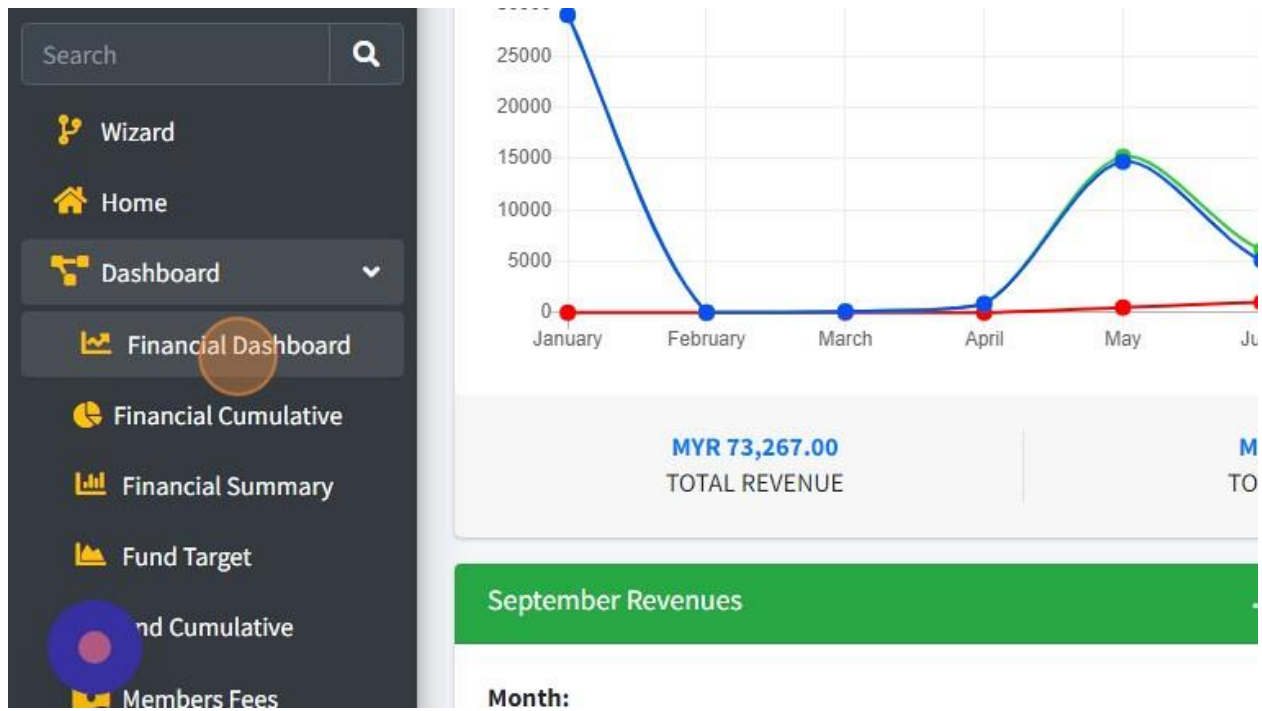 Search
Wizard
Home
Dashboard
Financial Dashboard
Financial Cumulative
Financial Summary
Fund Target
Cumulative
Members Fees
25000
20000
15000
10000
5000
0
January February March April May
MYR 73,267.00
TOTAL REVENUE
September Revenues
Month: